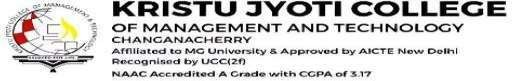 KRISTU JYOTI COLLEGE
OF MANAGEMENT AND TECHNOLOGY
CHANGANACHERRY
Affiliated to MG University & Approved by AICTE New Delhi
Recognised by UGC(2f)
NAAC Accredited A Grade with CGPA of 3.17